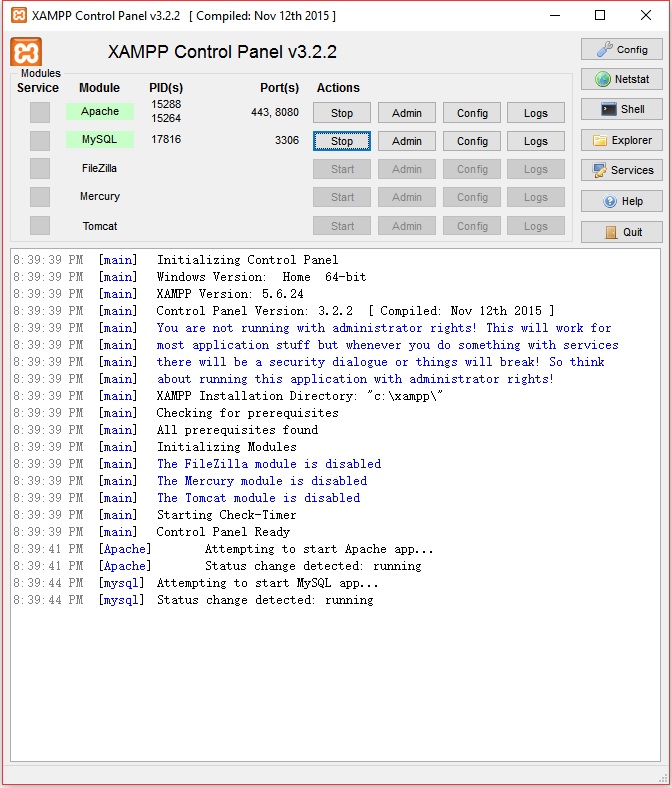 XAMPP Control Panel v3.2.2 [ Compiled: Nov 12th 2015 ]
XAMPP Control Panel v3.2.2
Config
Modules
Service Module PID(s) Port(s) Actions
Netstat
Apache 15288 443, 8080 Stop Admin Config Logs
15264
Shell
MySQL 17816 3306 Stop Admin Config Logs
Explorer
FileZilla Start Admin Config Logs
Services
Mercury Start Admin Config Logs
Help
Tomcat Start Admin Config Logs
Quit
8:39:39 PM [main] Initializing Control Panel
8:39:39 PM [main] Windows Version: Home 64-bit
8:39:39 PM [main] XAMPP Version: 5.6.24
8:39:39 PM [main] Control Panel Version: 3.2.2 [ Compiled: Nov 12th 2015 ]
8:39:39 PM [main] You are not running with administrator rights! This will work for
8:39:39 PM [main] most application stuff but whenever you do something with services
8:39:39 PM [main] there will be a security dialogue or things will break! So think
8:39:39 PM [main] about running this application with administrator rights!
8:39:39 PM [main] XAMPP Installation Directory: "c:\xampp\"
8:39:39 PM [main] Checking for prerequisites
8:39:39 PM [main] All prerequisites found
8:39:39 PM [main] Initializing Modules
8:39:39 PM [main] The FileZilla module is disabled
8:39:39 PM [main] The Mercury module is disabled
8:39:39 PM [main] The Tomcat module is disabled
8:39:39 PM [main] Starting Check-Timer
8:39:39 PM [main] Control Panel Ready
8:39:41 PM [Apache] Attempting to start Apache app...
8:39:41 PM [Apache] Status change detected: running
8:39:44 PM [mysql] Attempting to start MySQL app...
8:39:44 PM [mysql] Status change detected: running